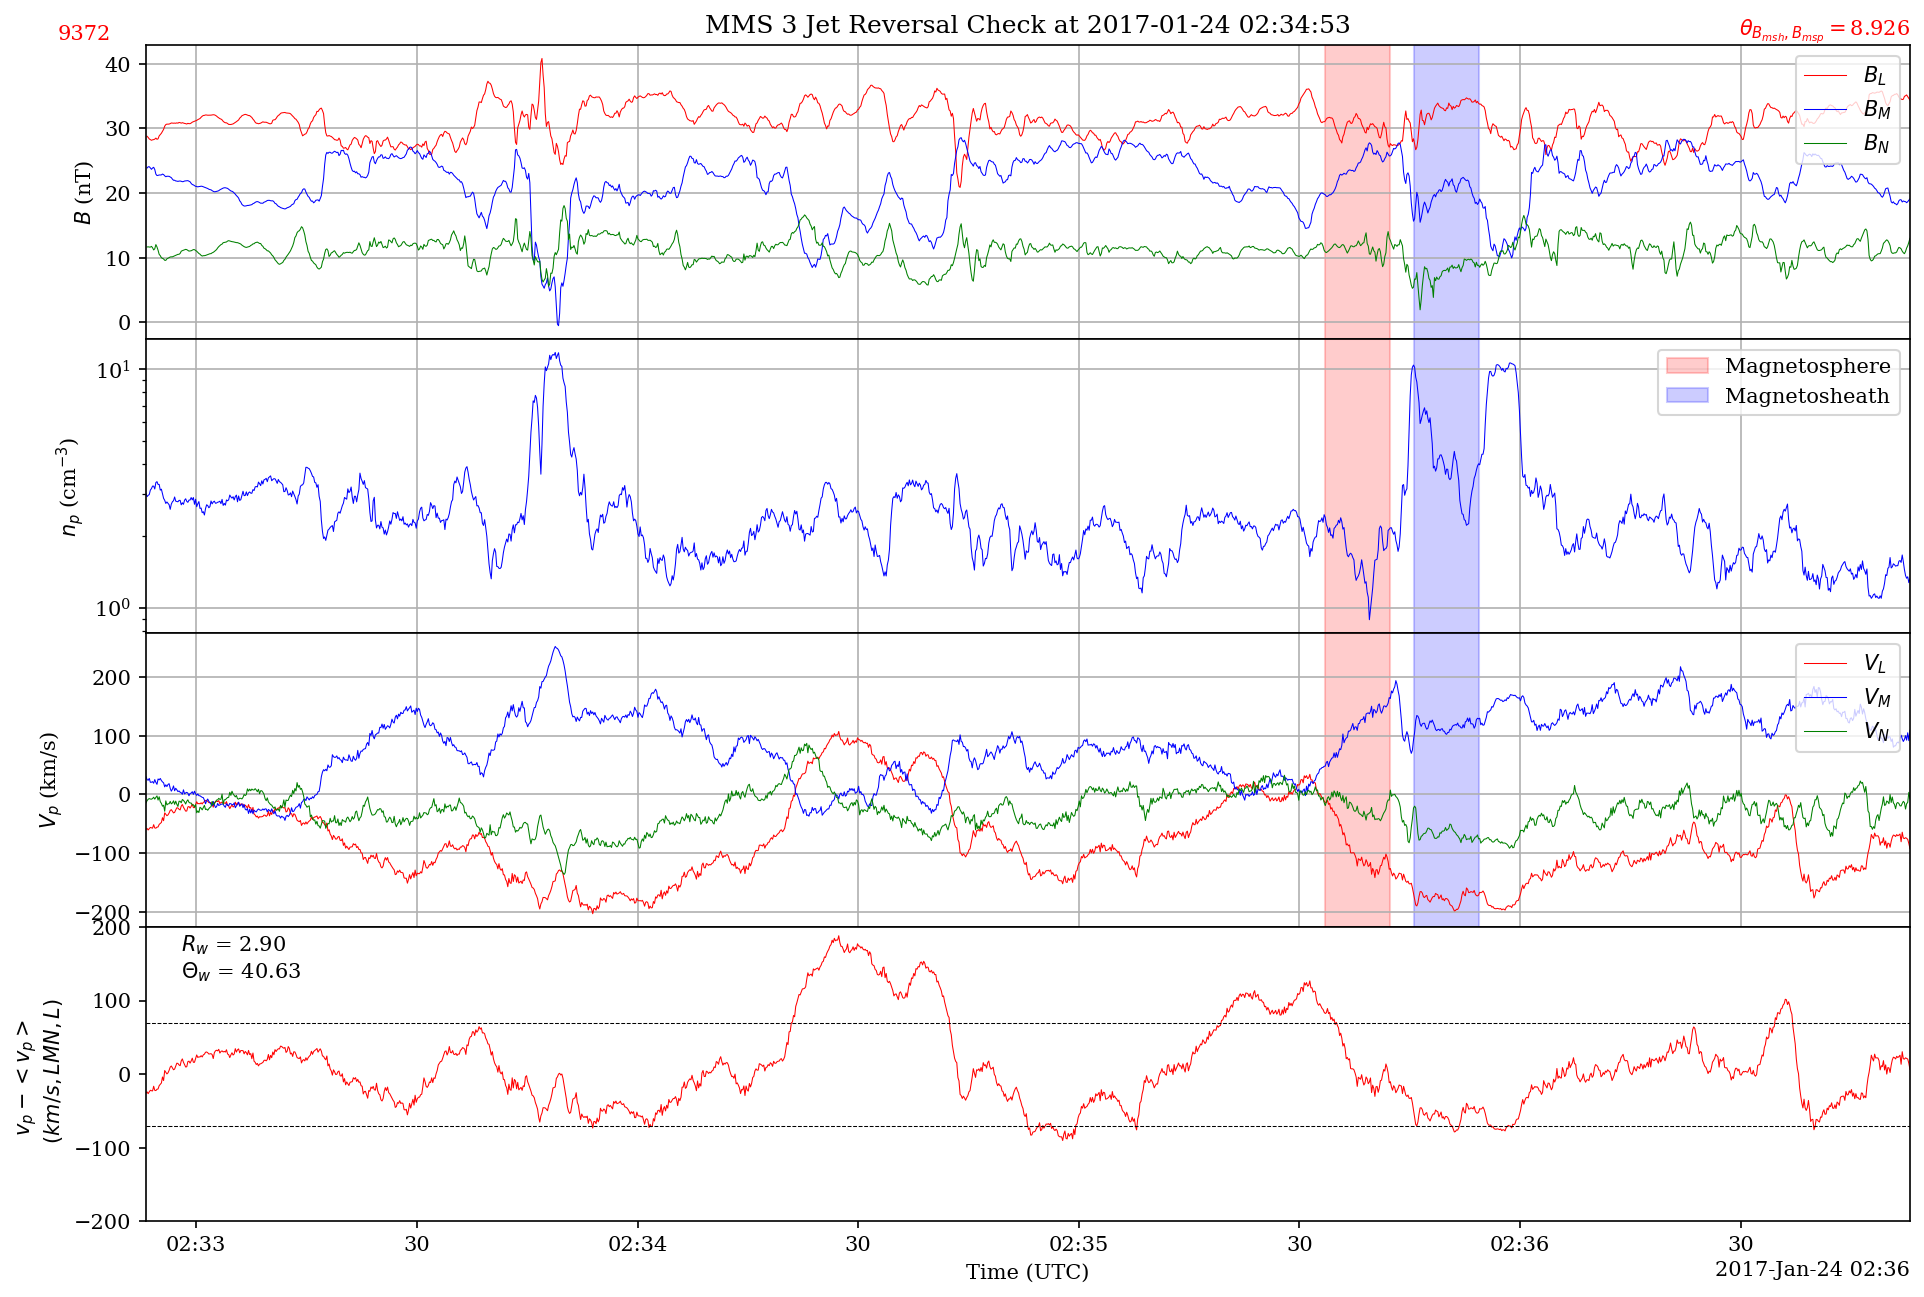 9372
MMS 3 Jet Reversal Check at 2017-01-24 02:34:53
θ_{B_{msh}, B_{msp}} = 8.926
B (nT)
40
30
20
10
0
B_L
B_M
B_N
n_p (cm^{-3})
10^1
10^0
Magnetosphere
Magnetosheath
V_p (km/s)
200
100
0
−100
−200
V_L
V_M
V_N
v_p − < v_p >
(km/s, LMN, L)
200
100
0
−100
−200
R_w = 2.90
Θ_w = 40.63
02:33 30 02:34 30 02:35 30 02:36 30
Time (UTC)
2017-Jan-24 02:36